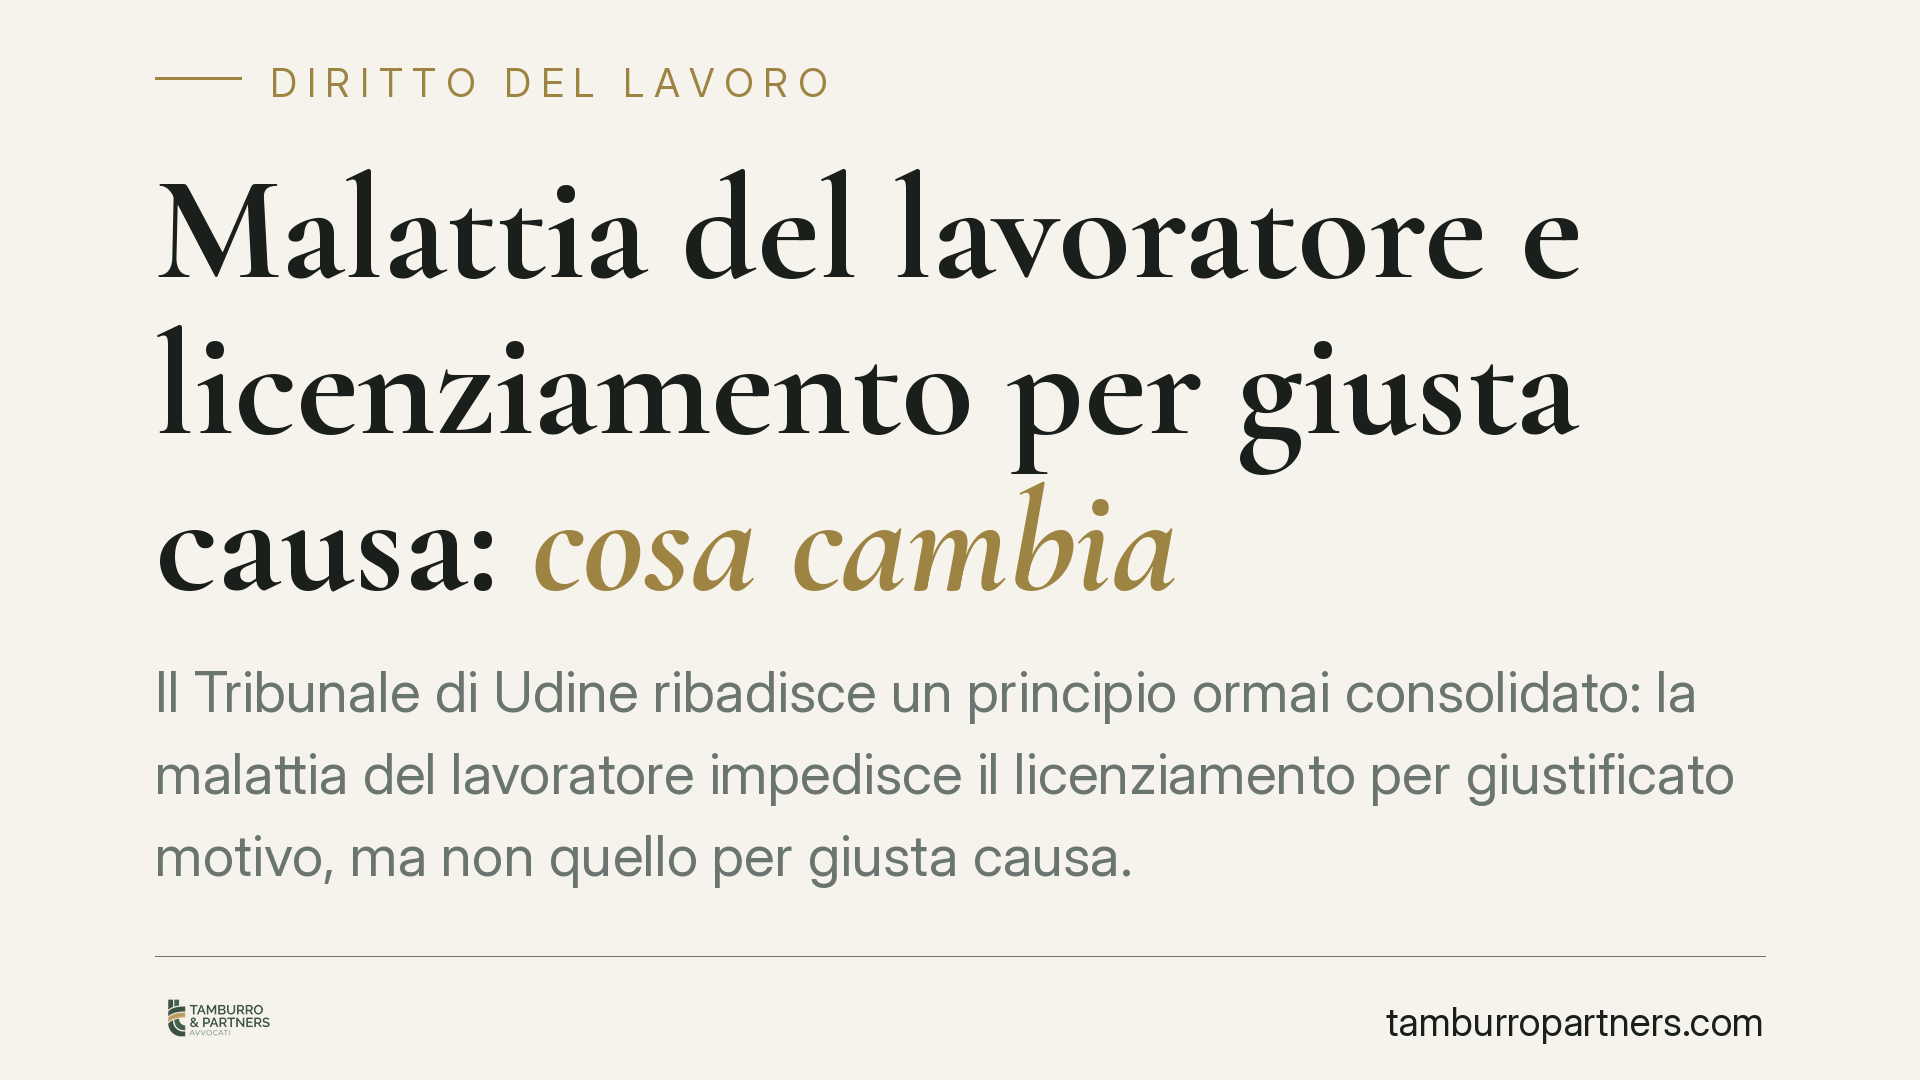 DIRITTO DEL LAVORO
Malattia del lavoratore e
licenziamento per giusta
causa: cosa cambia
Il Tribunale di Udine ribadisce un principio ormai consolidato: la
malattia del lavoratore impedisce il licenziamento per giustificato
motivo, ma non quello per giusta causa.
TAMBURRO
& PARTNERS
AVVOCATI
tamburropartners.com